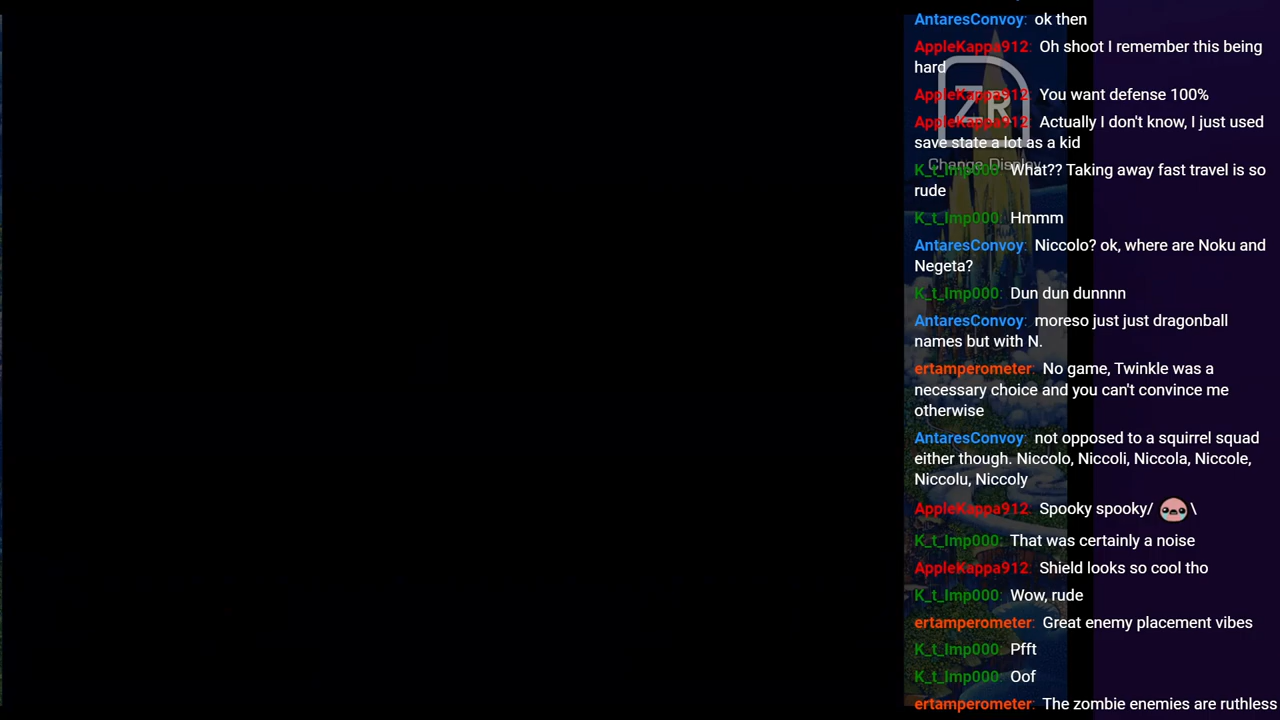 AntaresConvoy: ok then
AppleKappa912: Oh shoot I remember this being
hard
AppleKappa912: You want defense 100%
AppleKappa912: Actually I don't know, I just used
save state a lot as a kid
K_t_Imp000: What?? Taking away fast travel is so
rude
K_t_Imp000: Hmmm
AntaresConvoy: Niccolo? ok, where are Noku and
Negeta?
K_t_Imp000: Dun dun dunnnn
AntaresConvoy: moreso just just dragonball
names but with N.
ertamperometer: No game, Twinkle was a
necessary choice and you can't convince me
otherwise
AntaresConvoy: not opposed to a squirrel squad
either though. Niccolo, Niccoli, Niccola, Niccole,
Niccolu, Niccoly
AppleKappa912: Spooky spooky/ \
K_t_Imp000: That was certainly a noise
AppleKappa912: Shield looks so cool tho
K_t_Imp000: Wow, rude
ertamperometer: Great enemy placement vibes
K_t_Imp000: Pfft
K_t_Imp000: Oof
ertamperometer: The zombie enemies are ruthless
ZR
Change Display